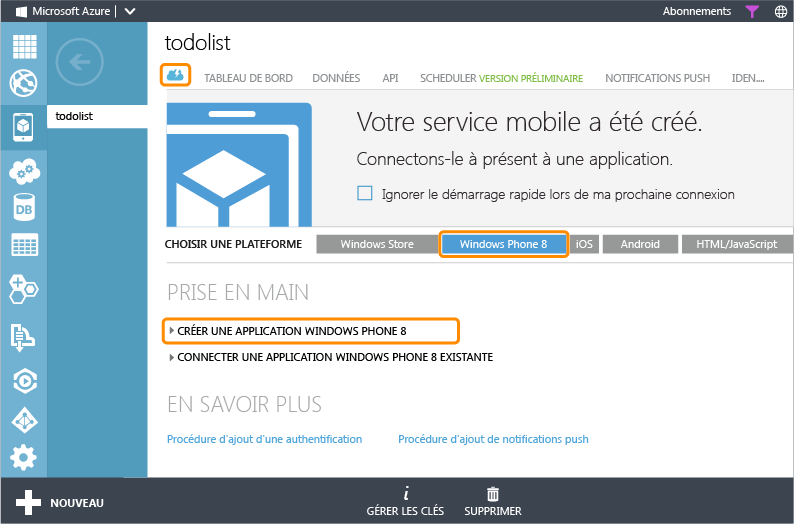 Microsoft Azure | Abonnements
todolist
TABLEAU DE BORD DONNÉES API SCHEDULER VERSION PRÉLIMINAIRE NOTIFICATIONS PUSH IDEN....
todolist
Votre service mobile a été créé.
Connectons-le à présent à une application.
Ignorer le démarrage rapide lors de ma prochaine connexion
CHOISIR UNE PLATEFORME Windows Store Windows Phone 8 iOS Android HTML/JavaScript
PRISE EN MAIN
CRÉER UNE APPLICATION WINDOWS PHONE 8
CONNECTER UNE APPLICATION WINDOWS PHONE 8 EXISTANTE
EN SAVOIR PLUS
Procédure d'ajout d'une authentification Procédure d'ajout de notifications push
DB
NOUVEAU
GÉRER LES CLÉS SUPPRIMER